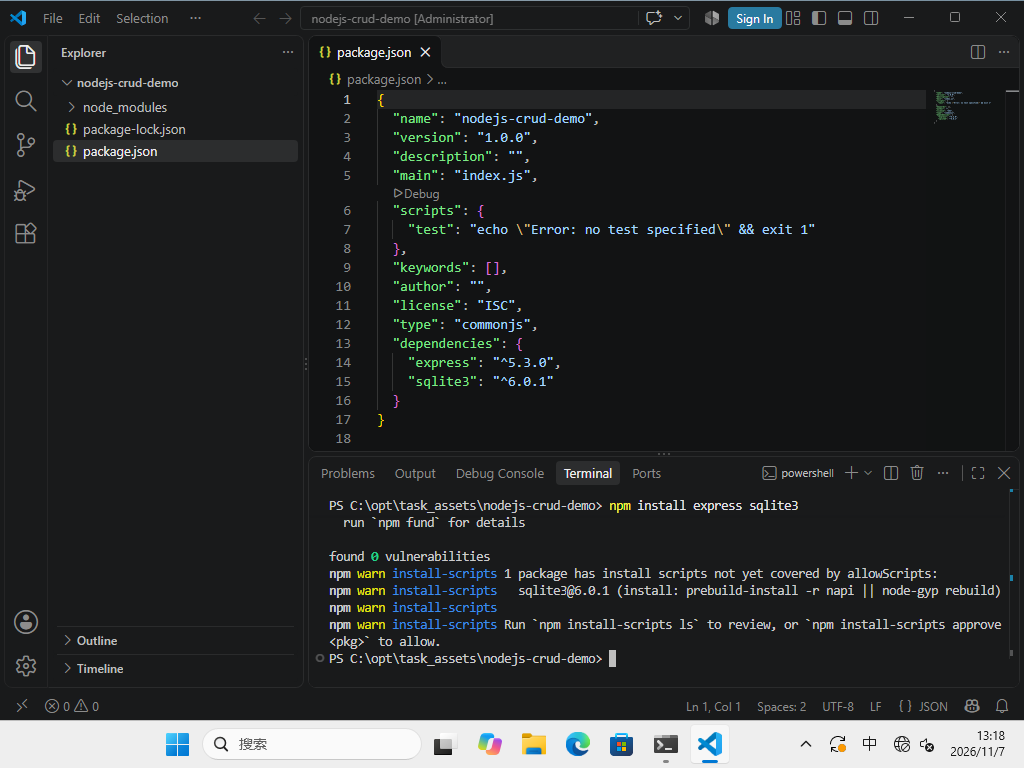 File Edit Selection ··· nodejs-crud-demo [Administrator] Sign In
Explorer
nodejs-crud-demo
node_modules
package-lock.json
package.json
Outline
Timeline
package.json
package.json > ...
1 {
2 "name": "nodejs-crud-demo",
3 "version": "1.0.0",
4 "description": "",
5 "main": "index.js",
Debug
6 "scripts": {
7 "test": "echo \"Error: no test specified\" && exit 1"
8 },
9 "keywords": [],
10 "author": "",
11 "license": "ISC",
12 "type": "commonjs",
13 "dependencies": {
14 "express": "^5.3.0",
15 "sqlite3": "^6.0.1"
16 }
17 }
18
Problems Output Debug Console Terminal Ports powershell
PS C:\opt\task_assets\nodejs-crud-demo> npm install express sqlite3
run `npm fund` for details
found 0 vulnerabilities
npm warn install-scripts 1 package has install scripts not yet covered by allowScripts:
npm warn install-scripts sqlite3@6.0.1 (install: prebuild-install -r napi || node-gyp rebuild)
npm warn install-scripts
npm warn install-scripts Run `npm install-scripts ls` to review, or `npm install-scripts approve
<pkg>` to allow.
PS C:\opt\task_assets\nodejs-crud-demo>
0 0 Ln 1, Col 1 Spaces: 2 UTF-8 LF { } JSON
搜索 中 13:18
2026/11/7